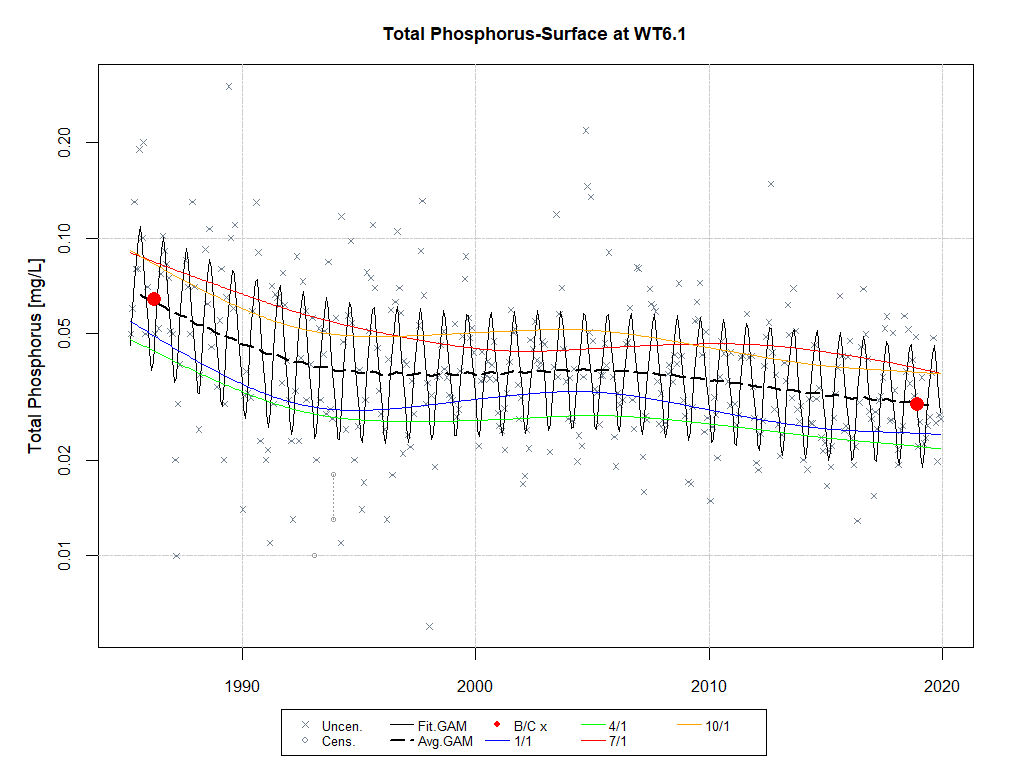 Total Phosphorus-Surface at WT6.1
Total Phosphorus [mg/L]
0.20
0.10
0.05
0.02
0.01
1990 2000 2010 2020
Uncen. Fit.GAM B/C x 4/1 10/1
Cens. Avg.GAM 1/1 7/1